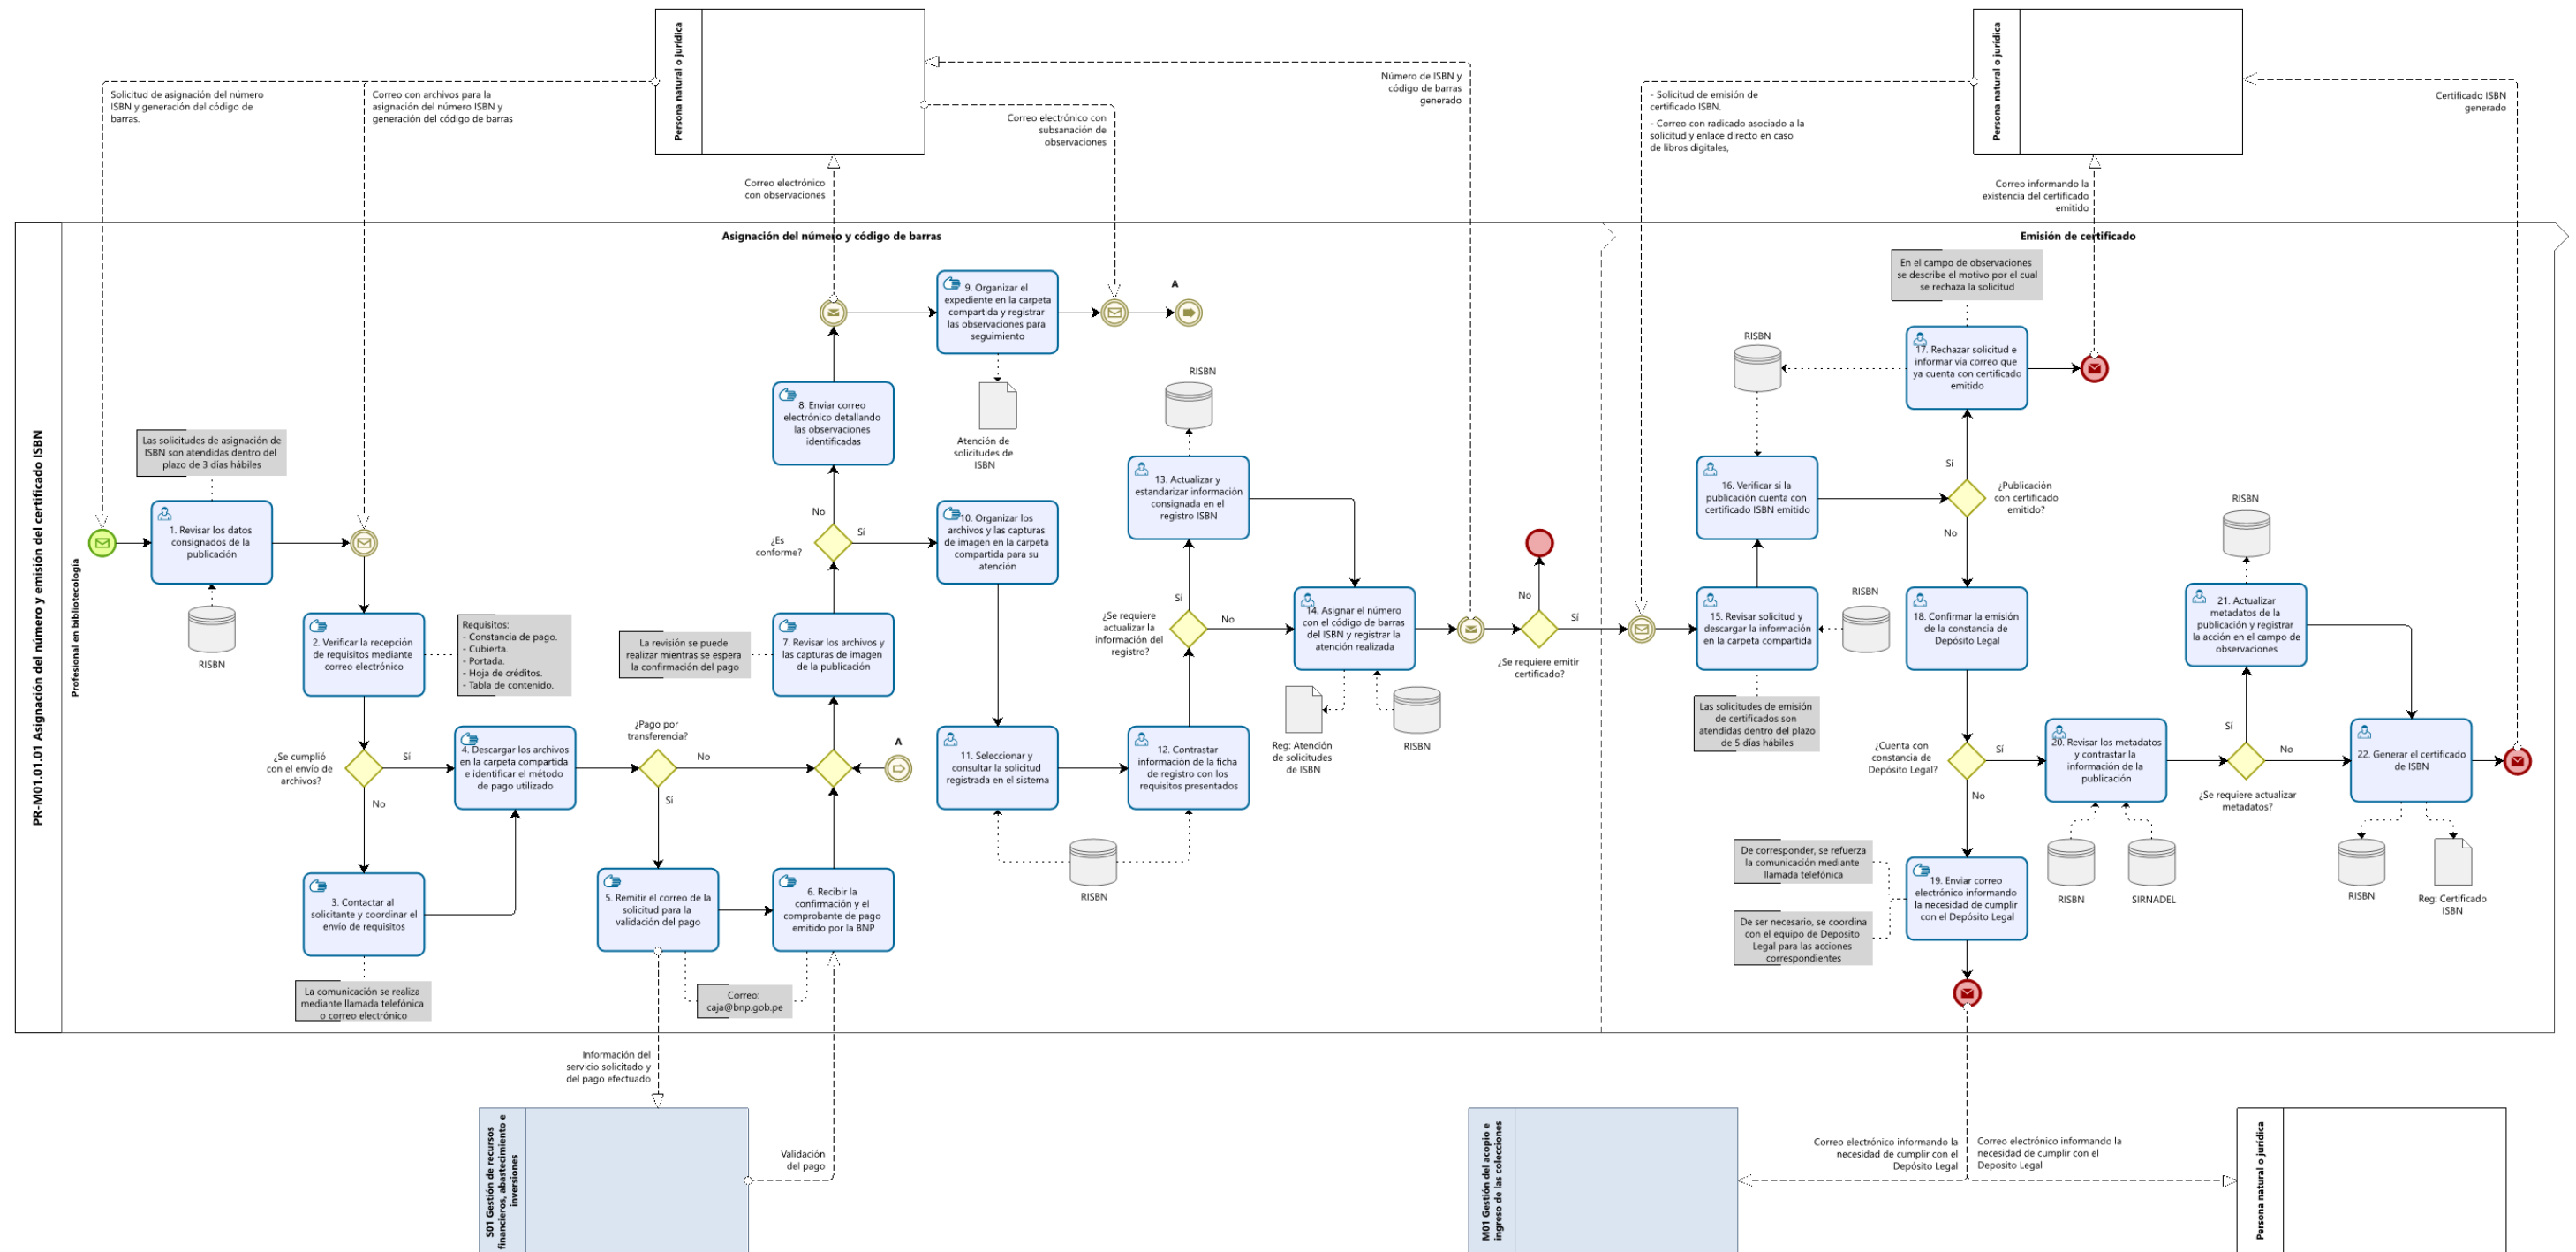 Persona natural o jurídica
Persona natural o jurídica
Solicitud de asignación del número
ISBN y generación del código de
barras.
Correo con archivos para la
asignación del número ISBN y
generación del código de barras
Correo electrónico
con observaciones
Correo electrónico con
subsanación de
observaciones
Número de ISBN y
código de barras
generado
- Solicitud de emisión de
certificado ISBN.
- Correo con radicado asociado a la
solicitud y enlace directo en caso
de libros digitales,
Correo informando la
existencia del certificado
emitido
Certificado ISBN
generado
PR-M01.01.01 Asignación del número y emisión del certificado ISBN
Profesional en bibliotecología
Asignación del número y código de barras
Emisión de certificado
Las solicitudes de asignación de
ISBN son atendidas dentro del
plazo de 3 días hábiles
1. Revisar los datos
consignados de la
publicación
RISBN
2. Verificar la recepción
de requisitos mediante
correo electrónico
Requisitos:
- Constancia de pago.
- Cubierta.
- Portada.
- Hoja de créditos.
- Tabla de contenido.
¿Se cumplió
con el envío de
archivos?
Sí
No
3. Contactar al
solicitante y coordinar el
envío de requisitos
La comunicación se realiza
mediante llamada telefónica
o correo electrónico
4. Descargar los archivos
en la carpeta compartida
e identificar el método
de pago utilizado
¿Pago por
transferencia?
No
Sí
5. Remitir el correo de la
solicitud para la
validación del pago
6. Recibir la
confirmación y el
comprobante de pago
emitido por la BNP
Correo:
caja@bnp.gob.pe
A
La revisión se puede
realizar mientras se espera
la confirmación del pago
7. Revisar los archivos y
las capturas de imagen
de la publicación
¿Es
conforme?
No
Sí
8. Enviar correo
electrónico detallando
las observaciones
identificadas
9. Organizar el
expediente en la carpeta
compartida y registrar
las observaciones para
seguimiento
A
Atención de
solicitudes de
ISBN
10. Organizar los
archivos y las capturas
de imagen en la carpeta
compartida para su
atención
11. Seleccionar y
consultar la solicitud
registrada en el sistema
12. Contrastar
información de la ficha
de registro con los
requisitos presentados
RISBN
¿Se requiere
actualizar la
información del
registro?
Sí
No
13. Actualizar y
estandarizar información
consignada en el
registro ISBN
RISBN
14. Asignar el número
con el código de barras
del ISBN y registrar la
atención realizada
Reg: Atención
de solicitudes
de ISBN
RISBN
¿Se requiere emitir
certificado?
No
Sí
15. Revisar solicitud y
descargar la información
en la carpeta compartida
RISBN
Las solicitudes de emisión
de certificados son
atendidas dentro del plazo
de 5 días hábiles
16. Verificar si la
publicación cuenta con
certificado ISBN emitido
RISBN
¿Publicación
con certificado
emitido?
Sí
No
En el campo de observaciones
se describe el motivo por el cual
se rechaza la solicitud
17. Rechazar solicitud e
informar vía correo que
ya cuenta con certificado
emitido
18. Confirmar la emisión
de la constancia de
Depósito Legal
¿Cuenta con
constancia de
Depósito Legal?
Sí
No
De corresponder, se refuerza
la comunicación mediante
llamada telefónica
De ser necesario, se coordina
con el equipo de Deposito
Legal para las acciones
correspondientes
19. Enviar correo
electrónico informando
la necesidad de cumplir
con el Depósito Legal
20. Revisar los metadatos
y contrastar la
información de la
publicación
RISBN
SIRNADEL
¿Se requiere actualizar
metadatos?
Sí
No
21. Actualizar
metadatos de la
publicación y registrar
la acción en el campo de
observaciones
RISBN
22. Generar el certificado
de ISBN
RISBN
Reg: Certificado
ISBN
Información del
servicio solicitado y
del pago efectuado
Validación
del pago
S01 Gestión de recursos
financieros, abastecimiento e
inversiones
Correo electrónico informando la
necesidad de cumplir con el
Depósito Legal
Correo electrónico informando la
necesidad de cumplir con el
Deposito Legal
M01 Gestión del acopio e
ingreso de las colecciones
Persona natural o jurídica